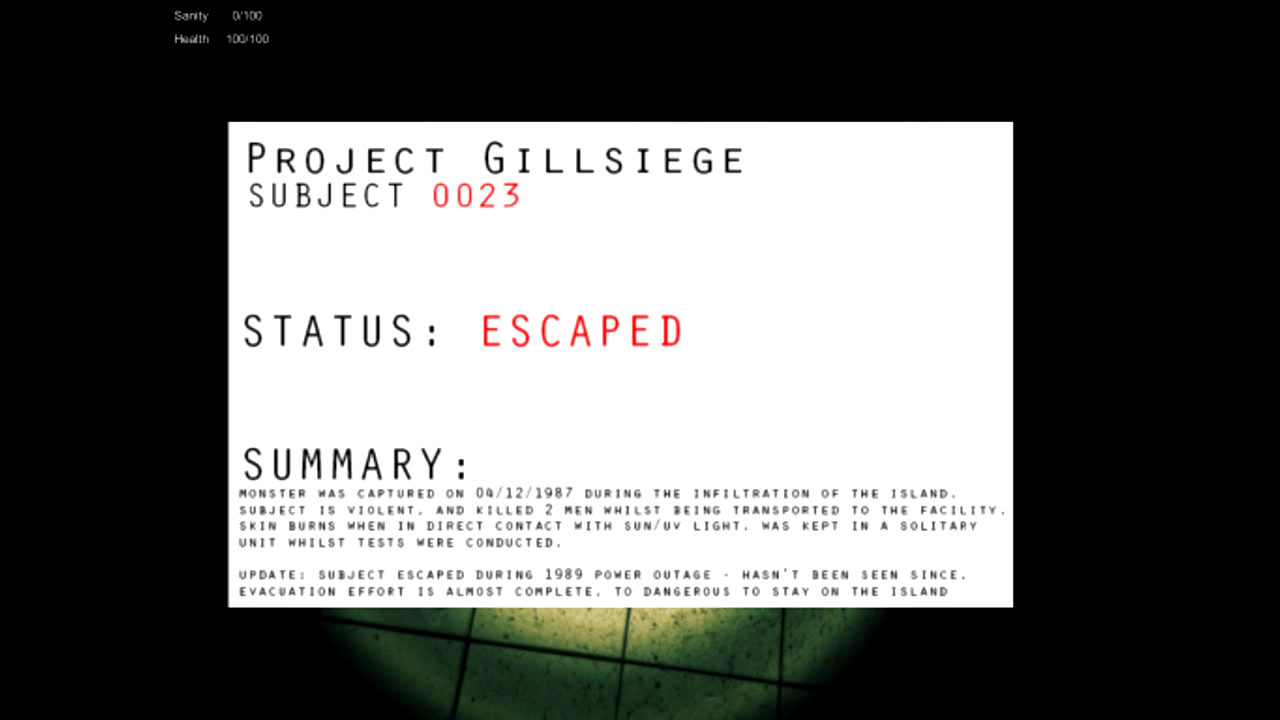 Sanity 0/100
Health 100/100
PROJECT GILLSIEGE
SUBJECT 0023
STATUS: ESCAPED
SUMMARY:
MONSTER WAS CAPTURED ON 04/12/1987 DURING THE INFILTRATION OF THE ISLAND.
SUBJECT IS VIOLENT, AND KILLED 2 MEN WHILST BEING TRANSPORTED TO THE FACILITY.
SKIN BURNS WHEN IN DIRECT CONTACT WITH SUN/UV LIGHT. WAS KEPT IN A SOLITARY
UNIT WHILST TESTS WERE CONDUCTED.
UPDATE: SUBJECT ESCAPED DURING 1989 POWER OUTAGE - HASN'T BEEN SEEN SINCE.
EVACUATION EFFORT IS ALMOST COMPLETE, TO DANGEROUS TO STAY ON THE ISLAND